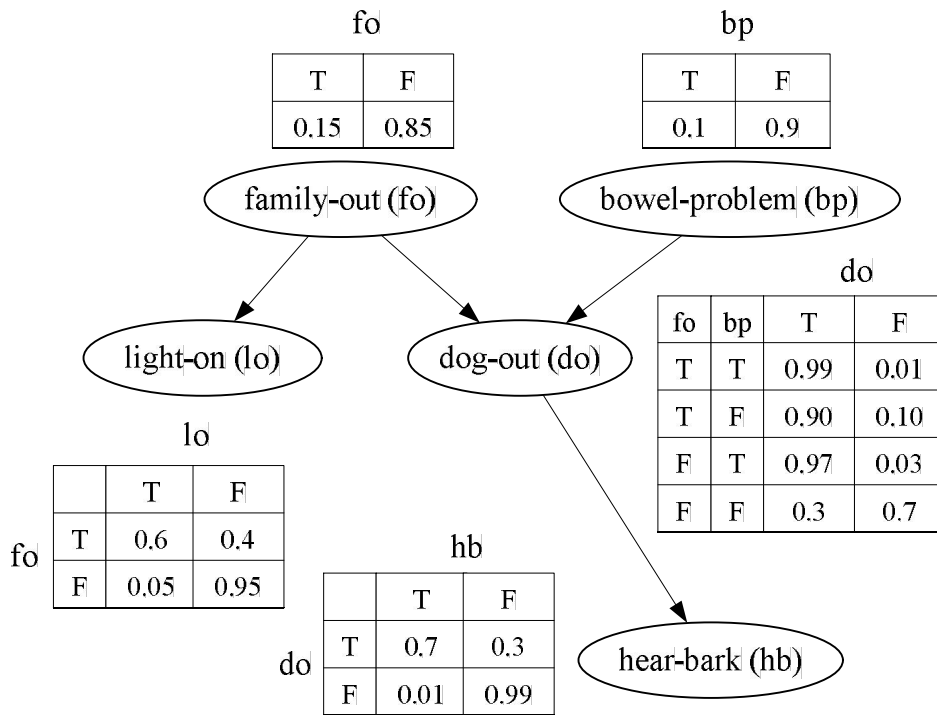 fo
T F
0.15 0.85
bp
T F
0.1 0.9
family-out (fo)
bowel-problem (bp)
light-on (lo)
dog-out (do)
do
fo bp T F
T T 0.99 0.01
T F 0.90 0.10
F T 0.97 0.03
F F 0.3 0.7
lo
T F
fo
T 0.6 0.4
F 0.05 0.95
hb
T F
do
T 0.7 0.3
F 0.01 0.99
hear-bark (hb)